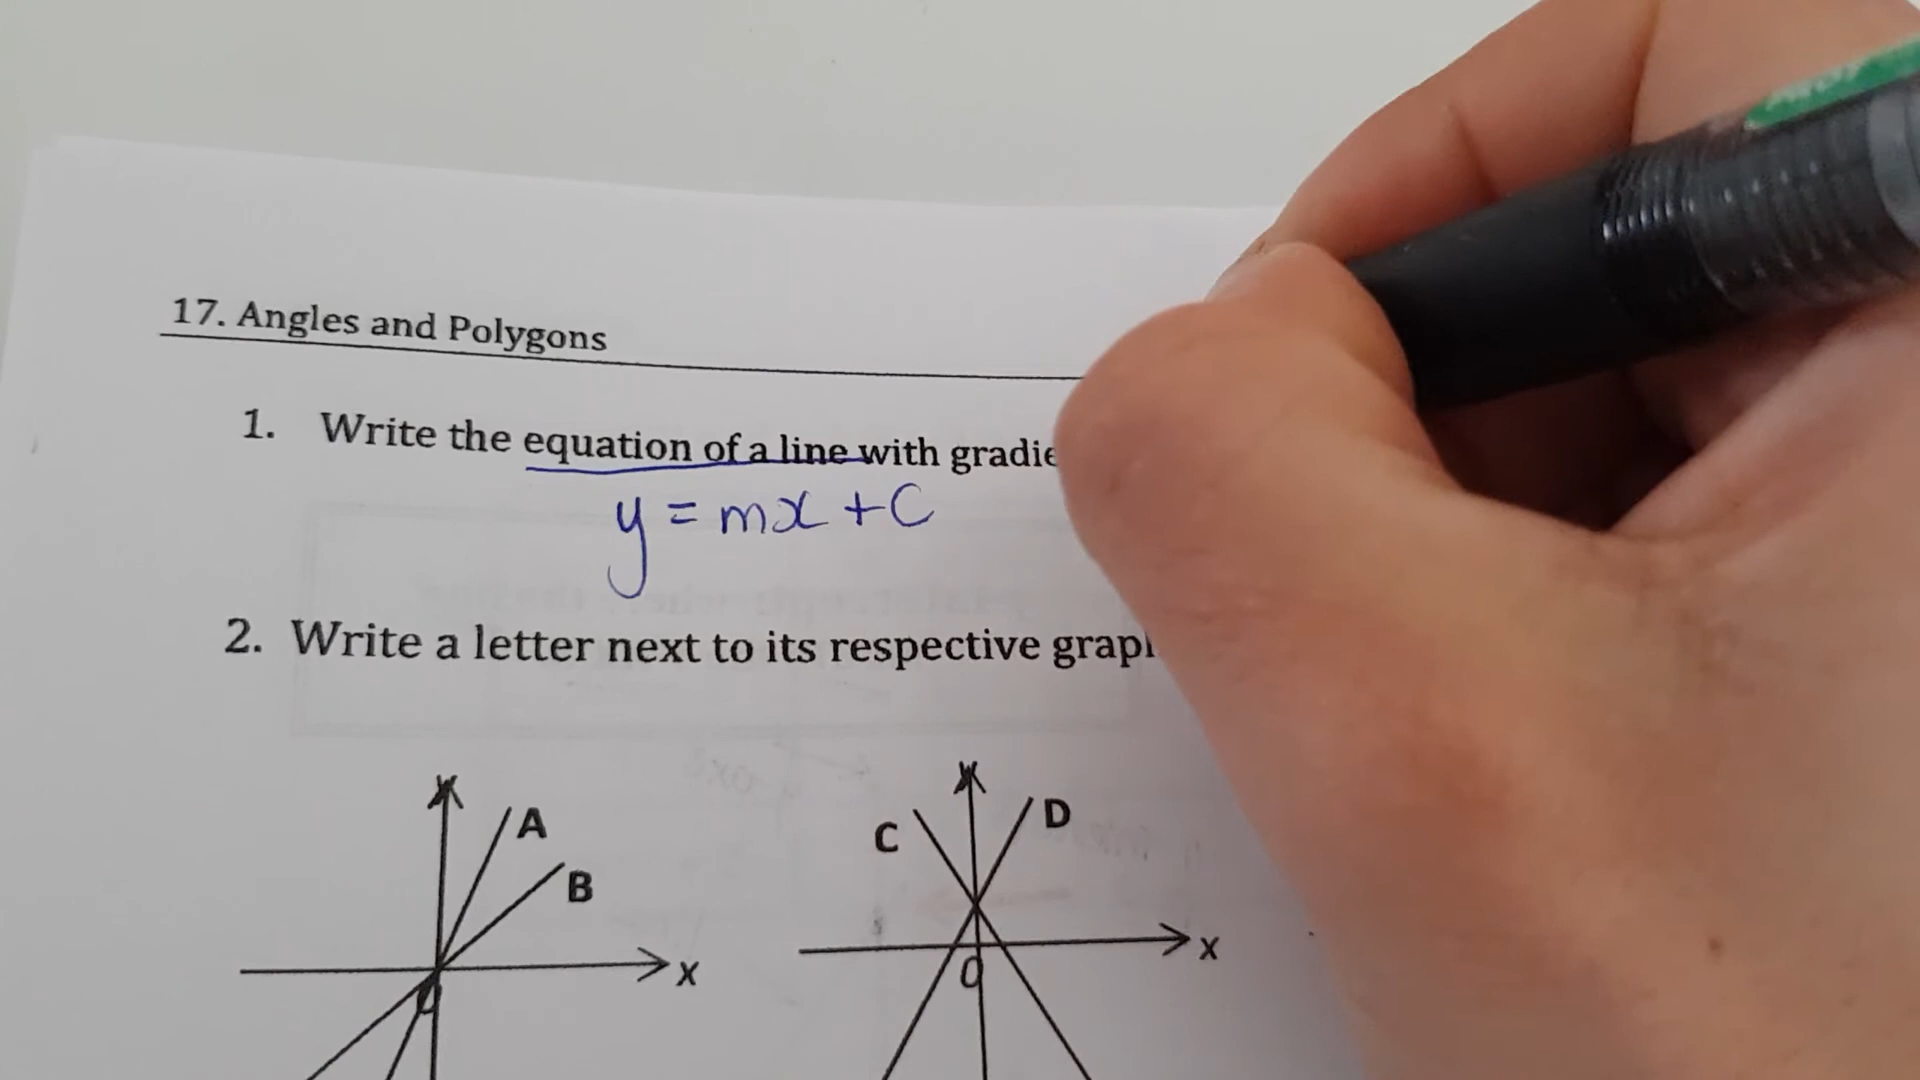 17. Angles and Polygons
1. Write the equation of a line with gradie
y = mx + C
2. Write a letter next to its respective grap
A
B
x
C
D
x
O